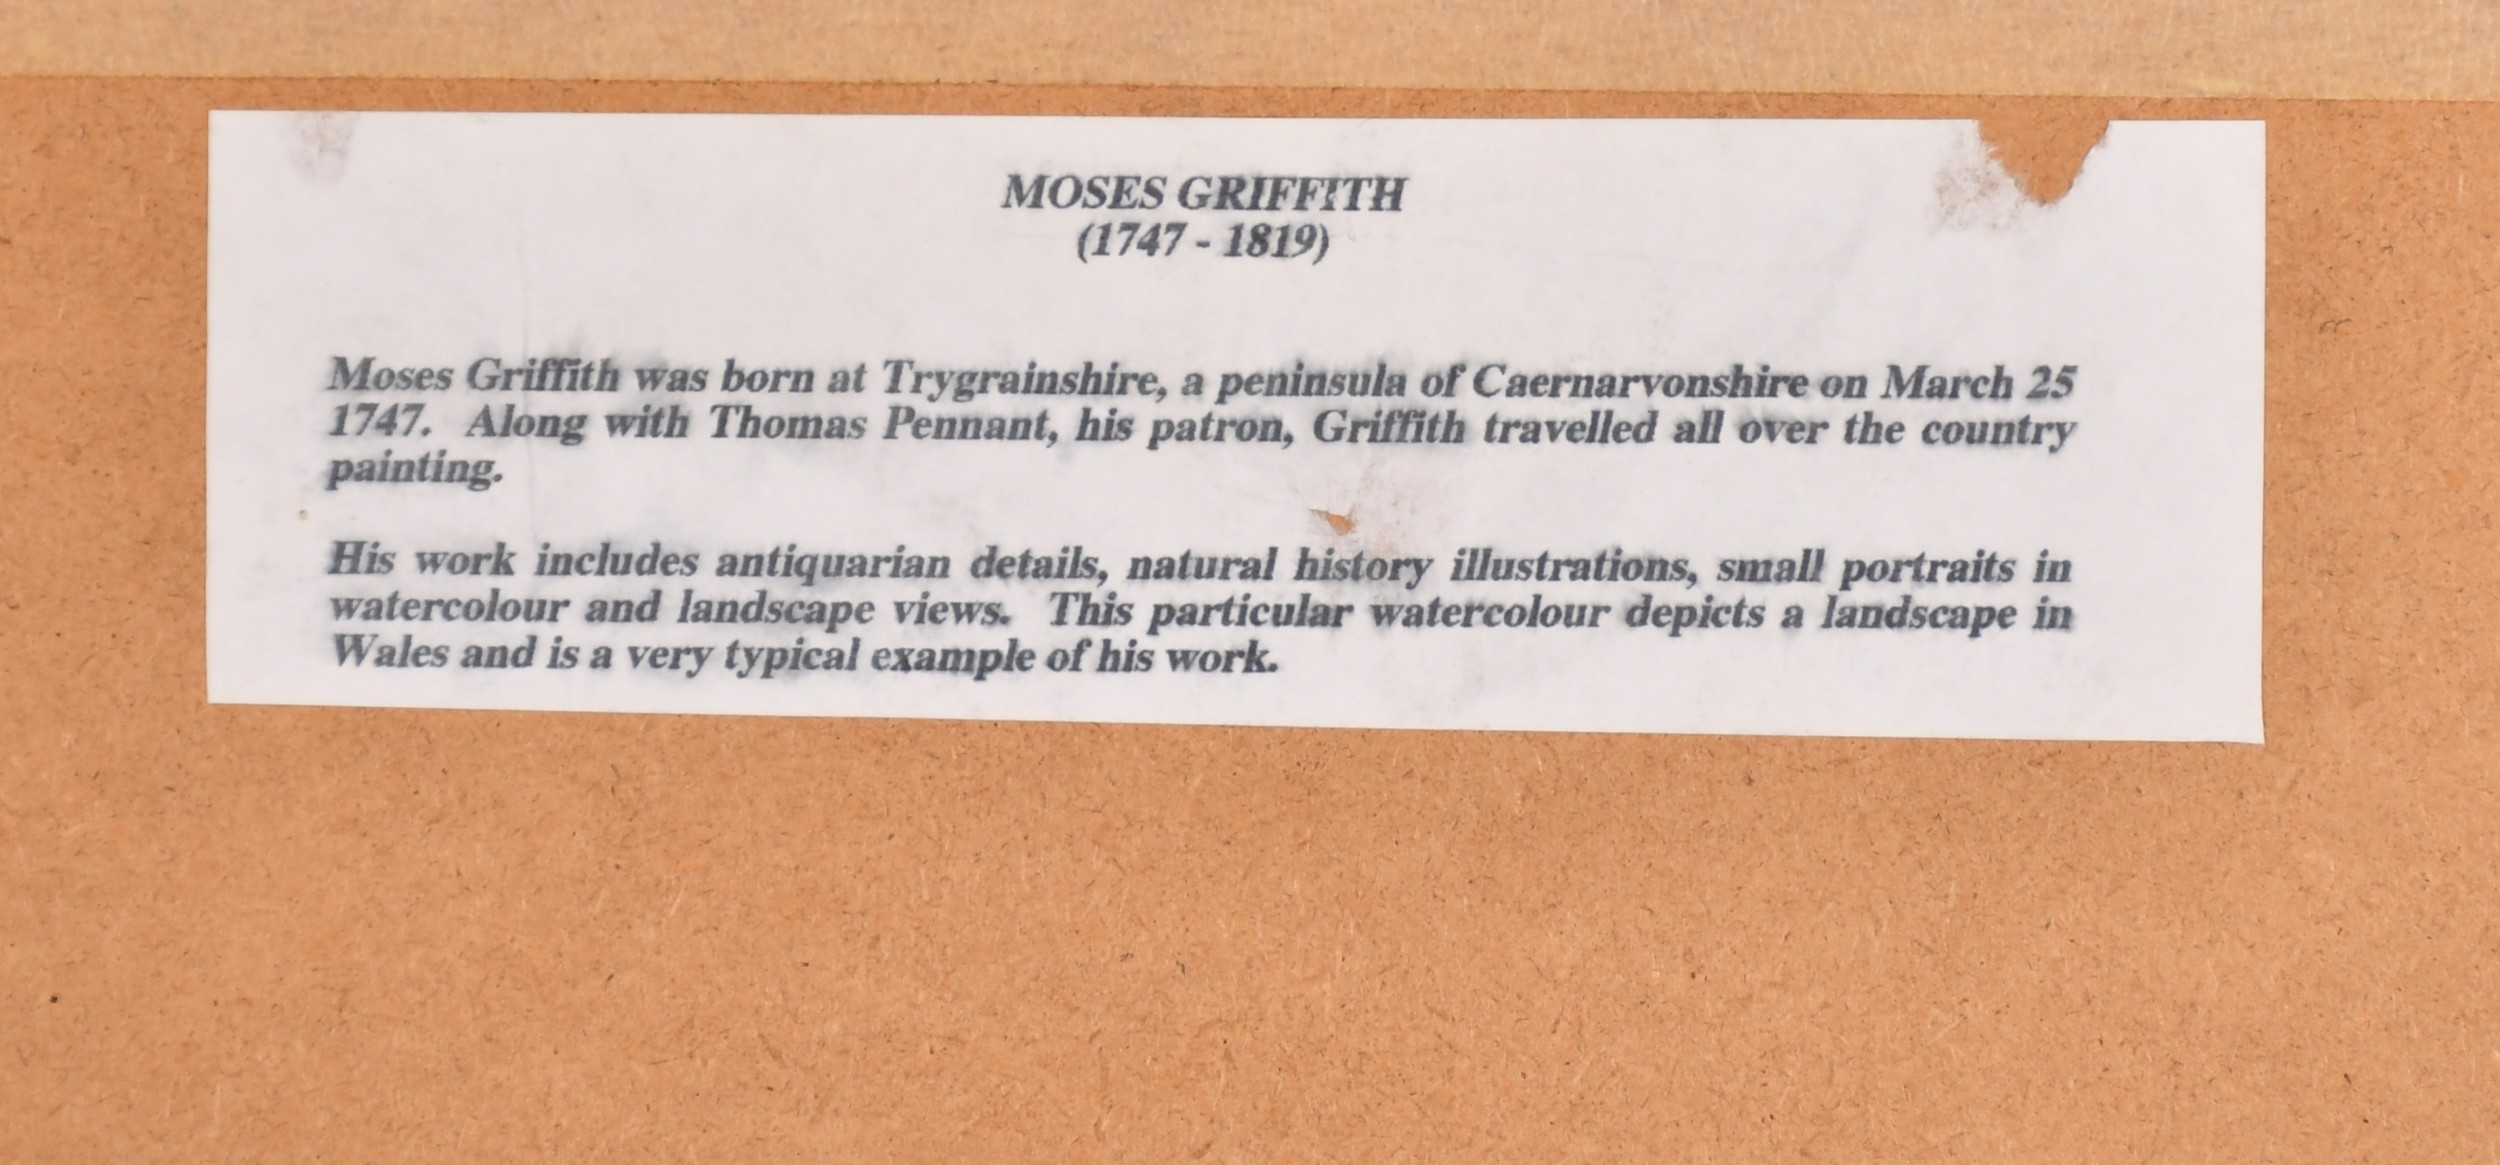 MOSES GRIFFITH
(1747 - 1819)
Moses Griffith was born at Trygrainshire, a peninsula of Caernarvonshire on March 25
1747. Along with Thomas Pennant, his patron, Griffith travelled all over the country
painting.
His work includes antiquarian details, natural history illustrations, small portraits in
watercolour and landscape views. This particular watercolour depicts a landscape in
Wales and is a very typical example of his work.